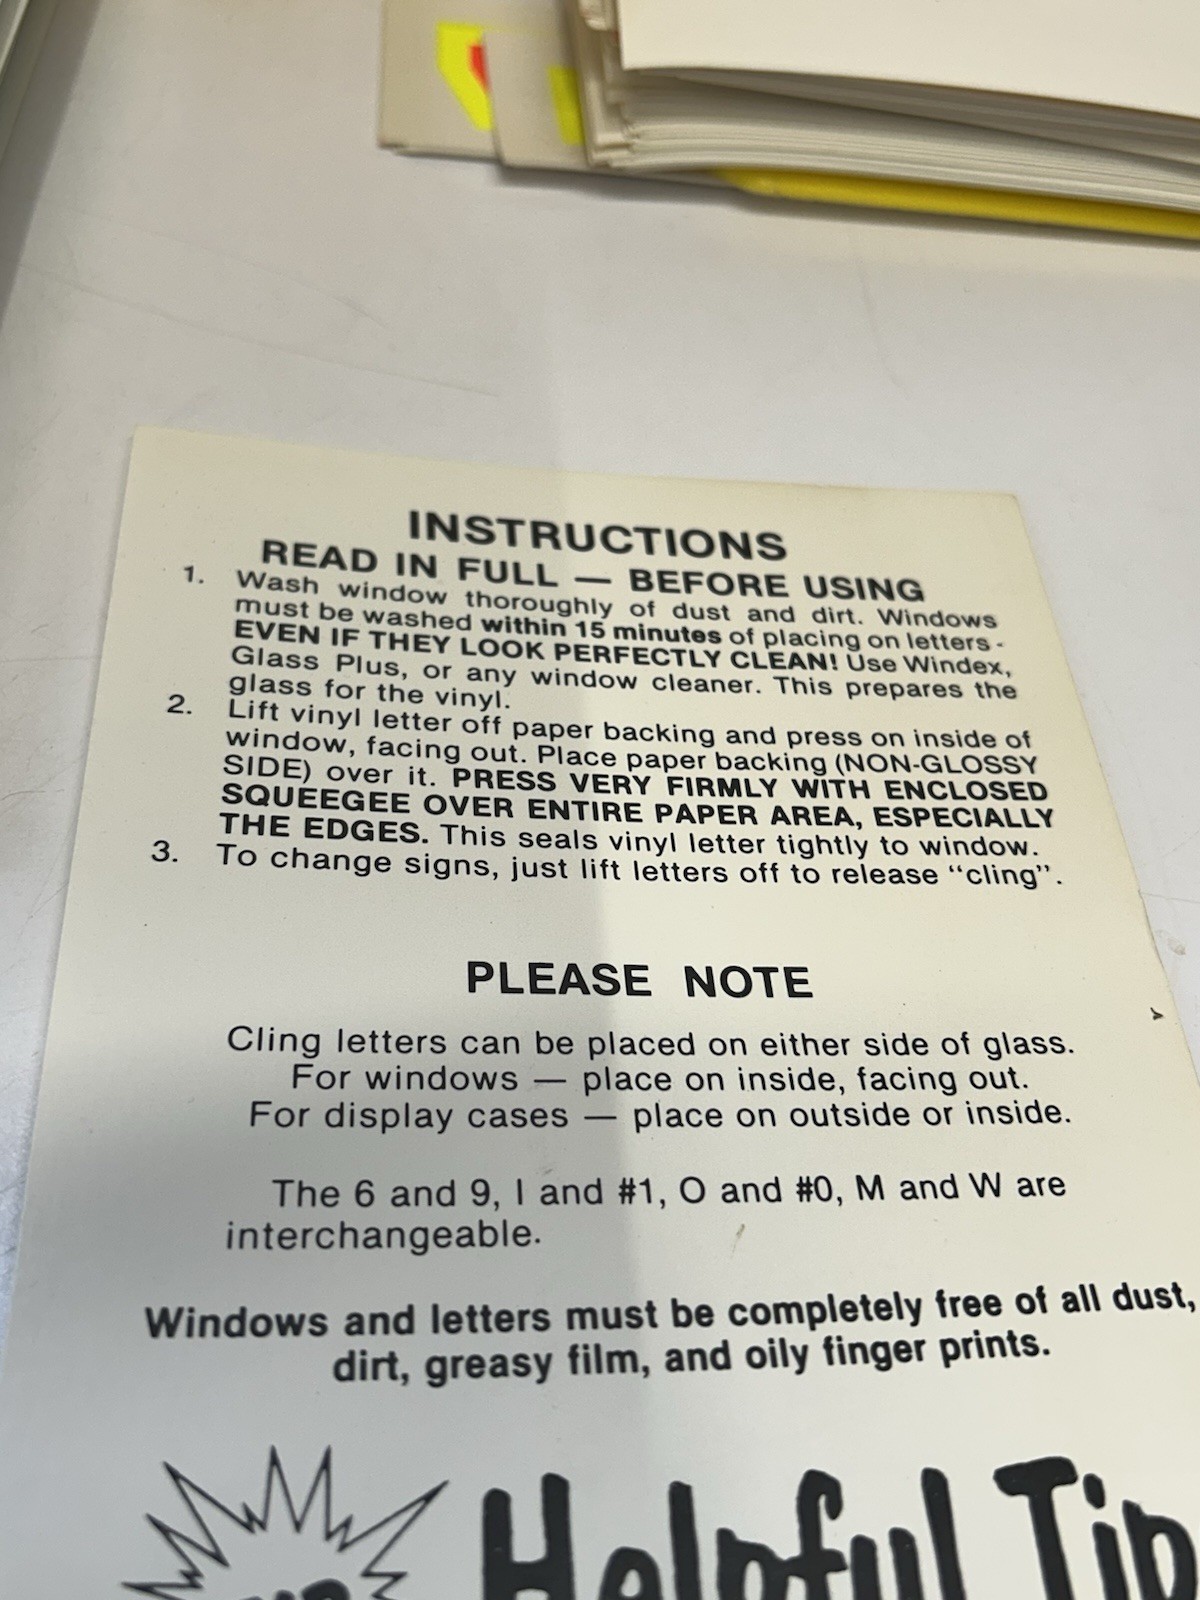 INSTRUCTIONS
READ IN FULL — BEFORE USING
1. Wash window thoroughly of dust and dirt. Windows
must be washed within 15 minutes of placing on letters -
EVEN IF THEY LOOK PERFECTLY CLEAN! Use Windex,
Glass Plus, or any window cleaner. This prepares the
glass for the vinyl.
2. Lift vinyl letter off paper backing and press on inside of
window, facing out. Place paper backing (NON-GLOSSY
SIDE) over it. PRESS VERY FIRMLY WITH ENCLOSED
SQUEEGEE OVER ENTIRE PAPER AREA, ESPECIALLY
THE EDGES. This seals vinyl letter tightly to window.
3. To change signs, just lift letters off to release “cling”.
PLEASE NOTE
Cling letters can be placed on either side of glass.
For windows — place on inside, facing out.
For display cases — place on outside or inside.
The 6 and 9, I and #1, O and #0, M and W are
interchangeable.
Windows and letters must be completely free of all dust,
dirt, greasy film, and oily finger prints.
Helpful Tip